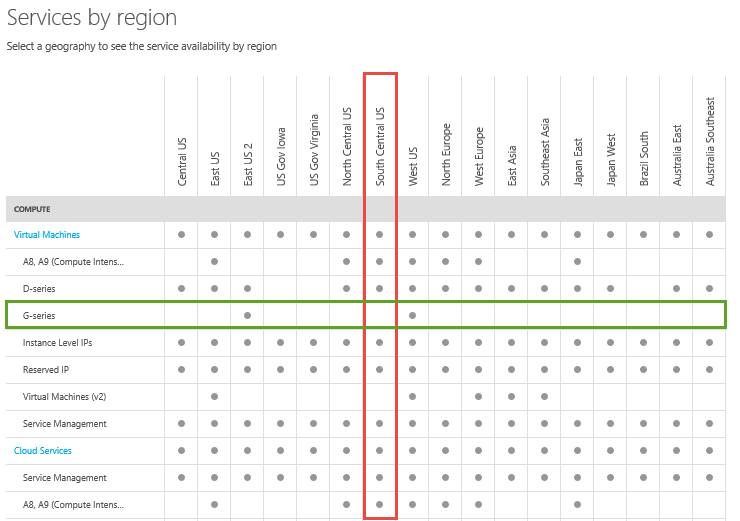 Services by region
Select a geography to see the service availability by region
Central US
East US
East US 2
US Gov Iowa
US Gov Virginia
North Central US
South Central US
West US
North Europe
West Europe
East Asia
Southeast Asia
Japan East
Japan West
Brazil South
Australia East
Australia Southeast
COMPUTE
Virtual Machines
A8, A9 (Compute Intens...
D-series
G-series
Instance Level IPs
Reserved IP
Virtual Machines (v2)
Service Management
Cloud Services
Service Management
A8, A9 (Compute Intens...